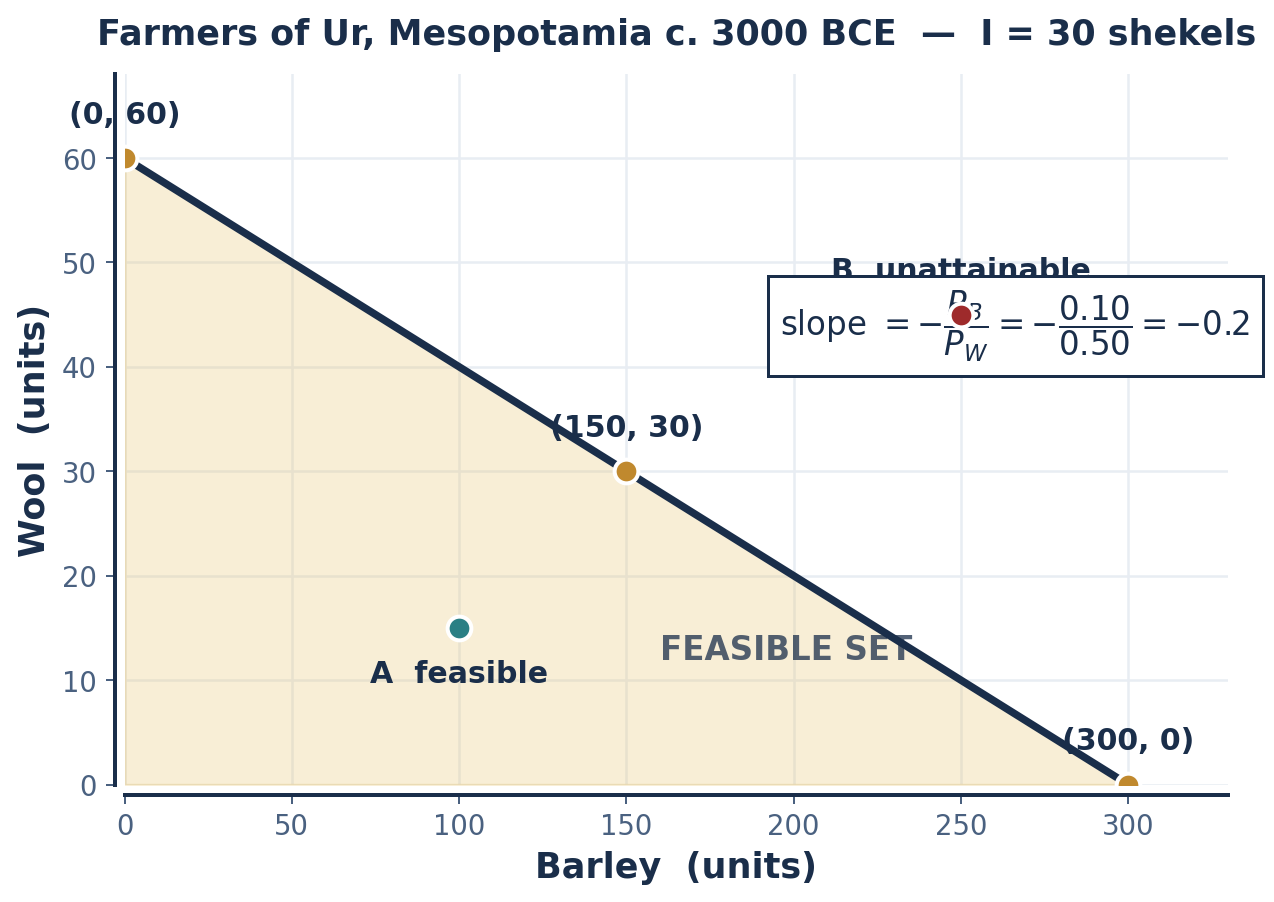 Farmers of Ur, Mesopotamia c. 3000 BCE — I = 30 shekels
(0, 60)
60
50
40
30
20
10
0
Wool (units)
B unattainable
slope = −P_B/P_W = −0.10/0.50 = −0.2
(150, 30)
FEASIBLE SET
A feasible
(300, 0)
0 50 100 150 200 250 300
Barley (units)